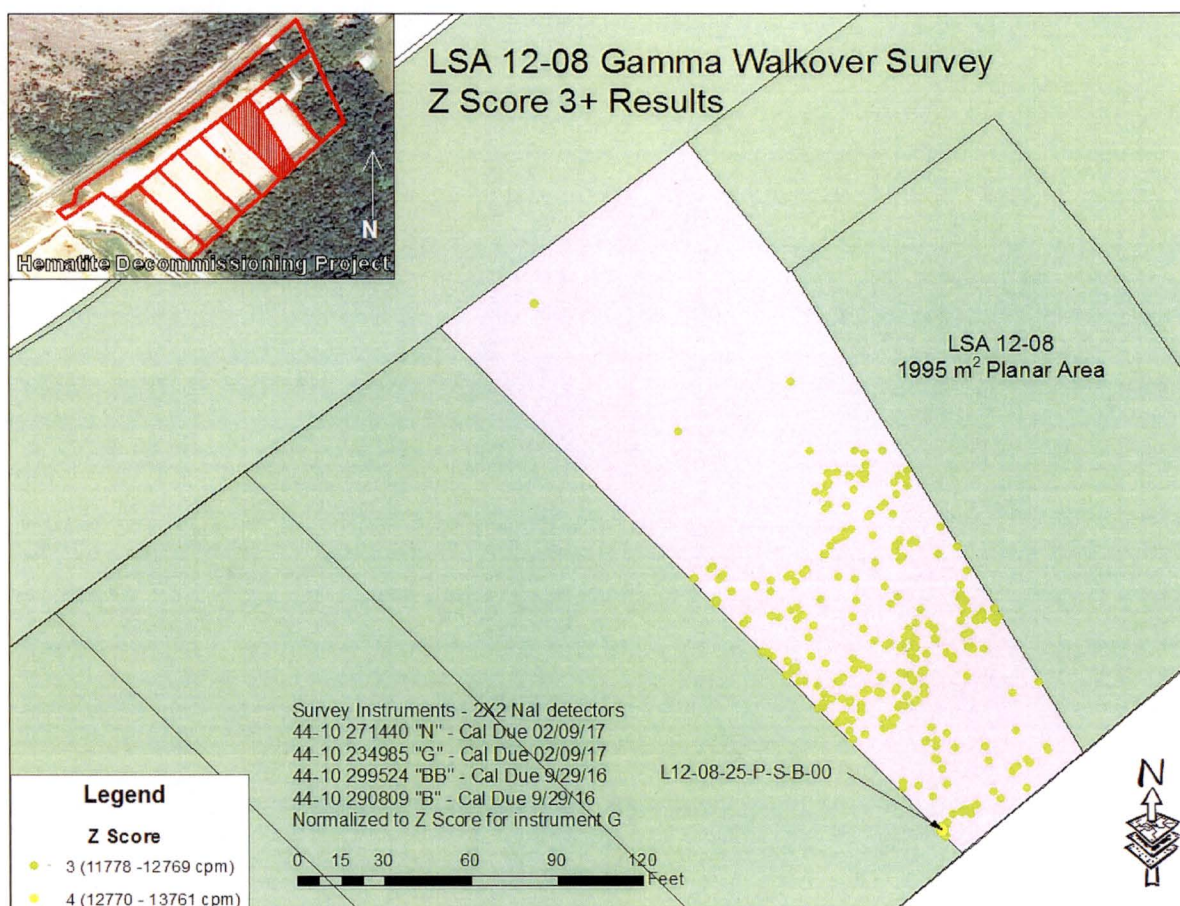 LSA 12-08 Gamma Walkover Survey
Z Score 3+ Results
N
Hematite Decommissioning Project
LSA 12-08
1995 m² Planar Area
Survey Instruments - 2X2 NaI detectors
44-10 271440 "N" - Cal Due 02/09/17
44-10 234985 "G" - Cal Due 02/09/17
44-10 299524 "BB" - Cal Due 9/29/16
44-10 290809 "B" - Cal Due 9/29/16
Normalized to Z Score for instrument G
L12-08-25-P-S-B-00
N
Legend
Z Score
3 (11778 -12769 cpm)
4 (12770 - 13761 cpm)
0 15 30 60 90 120
Feet